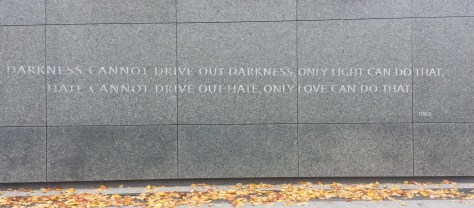 DARKNESS CANNOT DRIVE OUT DARKNESS, ONLY LIGHT CAN DO THAT.
HATE CANNOT DRIVE OUT HATE, ONLY LOVE CAN DO THAT.
1963